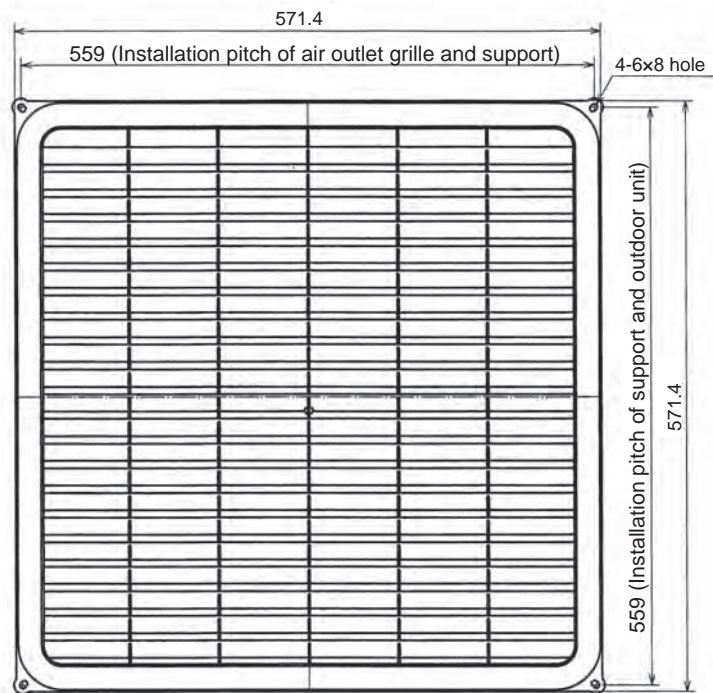 571.4
559 (Installation pitch of air outlet grille and support)
4-6×8 hole
559 (Installation pitch of support and outdoor unit)
571.4